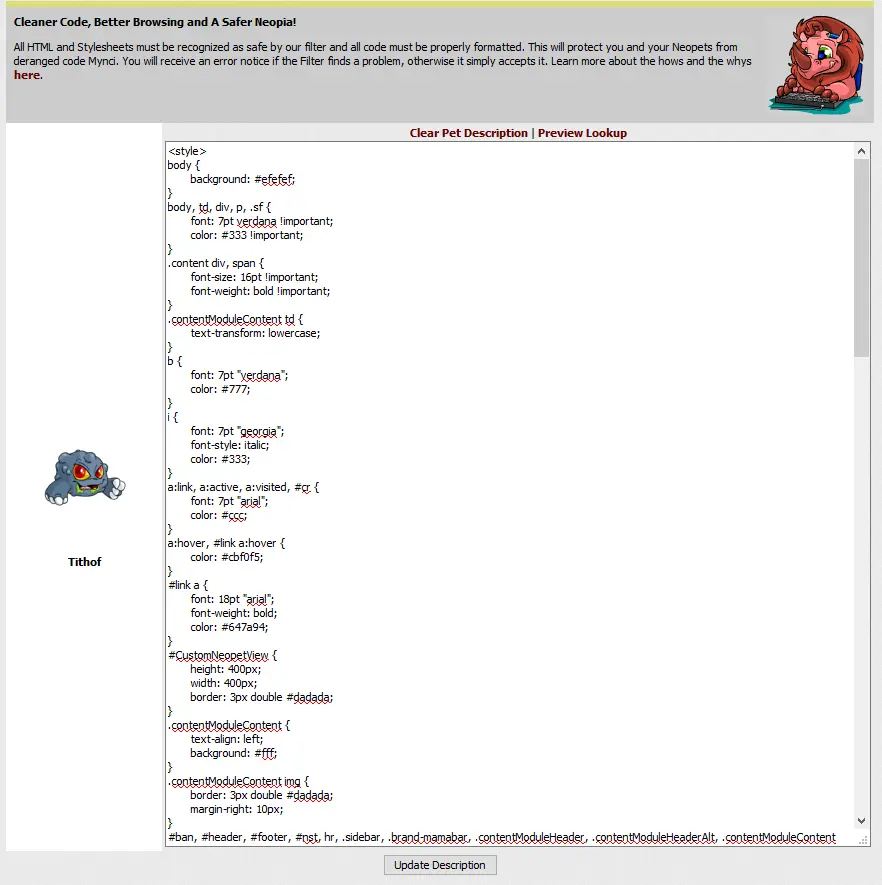 Cleaner Code, Better Browsing and A Safer Neopia!
All HTML and Stylesheets must be recognized as safe by our filter and all code must be properly formatted. This will protect you and your Neopets from
deranged code Mynci. You will receive an error notice if the Filter finds a problem, otherwise it simply accepts it. Learn more about the hows and the whys
here.
Clear Pet Description | Preview Lookup
<style>
body {
background: #efefef;
}
body, td, div, p, .sf {
font: 7pt verdana !important;
color: #333 !important;
}
.content div, span {
font-size: 16pt !important;
font-weight: bold !important;
}
.contentModuleContent td {
text-transform: lowercase;
}
b {
font: 7pt "verdana";
color: #777;
}
i {
font: 7pt "georgia";
font-style: italic;
color: #333;
}
a:link, a:active, a:visited, #cr {
font: 7pt "arial";
color: #ccc;
}
a:hover, #link a:hover {
color: #cbf0f5;
}
#link a {
font: 18pt "arial";
font-weight: bold;
color: #647a94;
}
#CustomNeopetView {
height: 400px;
width: 400px;
border: 3px double #dadada;
}
.contentModuleContent {
text-align: left;
background: #fff;
}
.contentModuleContent img {
border: 3px double #dadada;
margin-right: 10px;
}
#ban, #header, #footer, #nst, hr, .sidebar, .brand-mamabar, .contentModuleHeader, .contentModuleHeaderAlt, .contentModuleContent
Tithof
Update Description